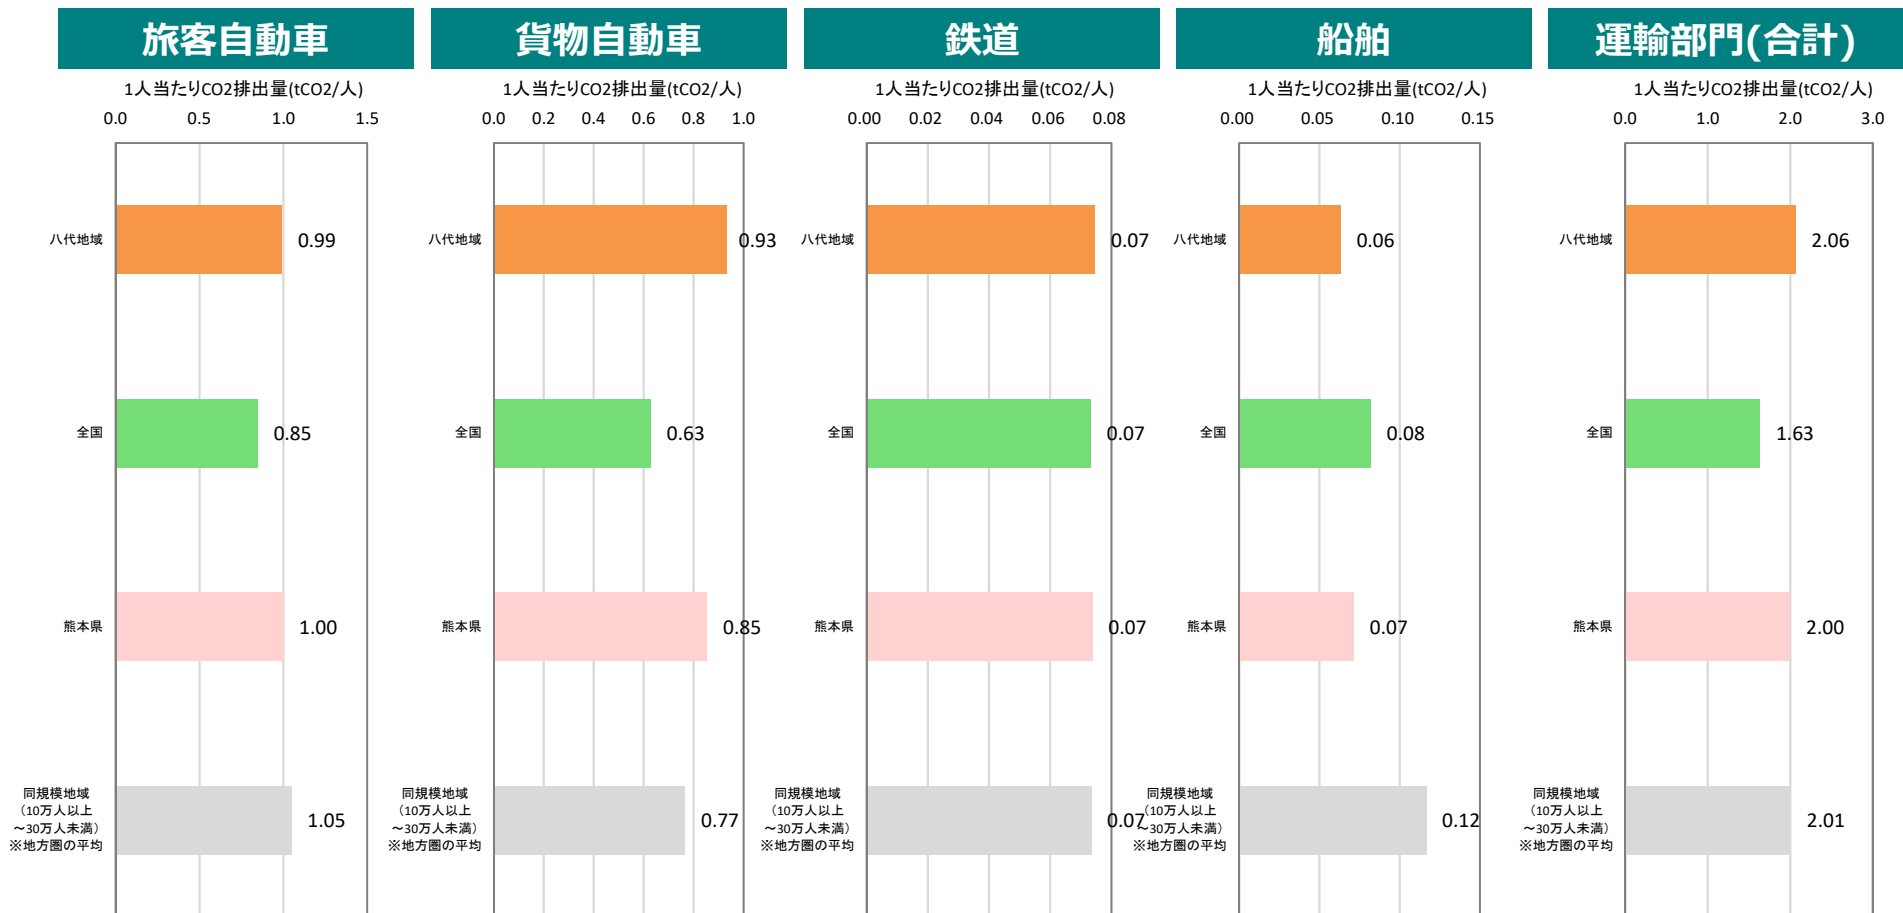 旅客自動車
1人当たりCO2排出量(tCO2/人)
0.0 0.5 1.0 1.5
八代地域 0.99
全国 0.85
熊本県 1.00
同規模地域
（10万人以上
～30万人未満）
※地方圏の平均
1.05
貨物自動車
1人当たりCO2排出量(tCO2/人)
0.0 0.2 0.4 0.6 0.8 1.0
八代地域 0.93
全国 0.63
熊本県 0.85
同規模地域
（10万人以上
～30万人未満）
※地方圏の平均
0.77
鉄道
1人当たりCO2排出量(tCO2/人)
0.00 0.02 0.04 0.06 0.08
八代地域 0.07
全国 0.07
熊本県 0.07
同規模地域
（10万人以上
～30万人未満）
※地方圏の平均
0.07
船舶
1人当たりCO2排出量(tCO2/人)
0.00 0.05 0.10 0.15
八代地域 0.06
全国 0.08
熊本県 0.07
同規模地域
（10万人以上
～30万人未満）
※地方圏の平均
0.12
運輸部門(合計)
1人当たりCO2排出量(tCO2/人)
0.0 1.0 2.0 3.0
八代地域 2.06
全国 1.63
熊本県 2.00
同規模地域
（10万人以上
～30万人未満）
※地方圏の平均
2.01